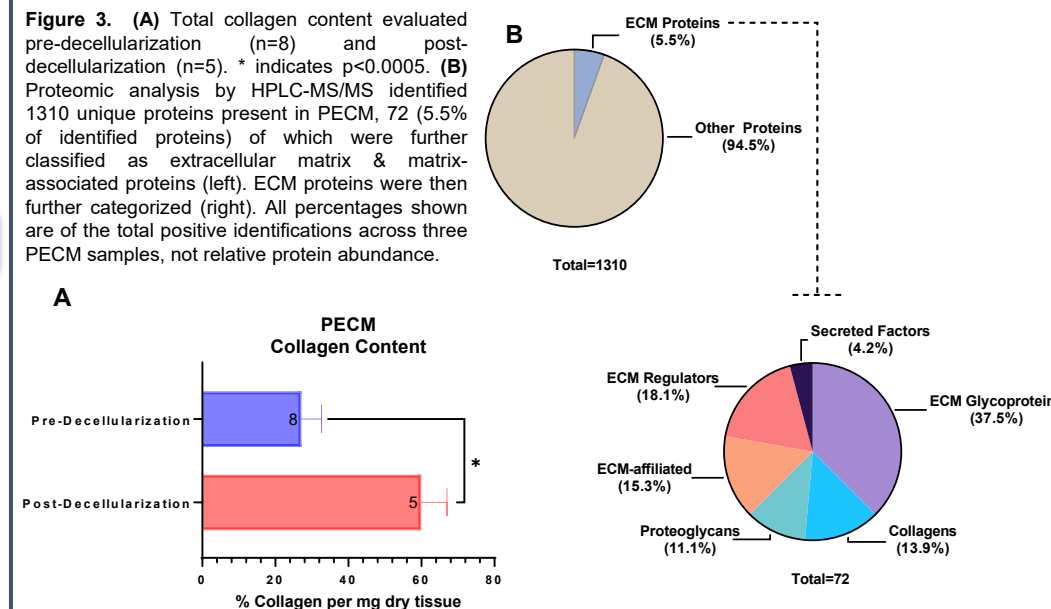 Figure 3. (A) Total collagen content evaluated
pre-decellularization (n=8) and post-
decellularization (n=5). * indicates p<0.0005. (B)
Proteomic analysis by HPLC-MS/MS identified
1310 unique proteins present in PECM, 72 (5.5%
of identified proteins) of which were further
classified as extracellular matrix & matrix-
associated proteins (left). ECM proteins were then
further categorized (right). All percentages shown
are of the total positive identifications across three
PECM samples, not relative protein abundance.
B
ECM Proteins
(5.5%)
Other Proteins
(94.5%)
Total=1310
A
PECM
Collagen Content
Pre-Decellularization
8
Post-Decellularization
5
*
0 20 40 60 80
% Collagen per mg dry tissue
Secreted Factors
(4.2%)
ECM Regulators
(18.1%)
ECM Glycoprotein
(37.5%)
ECM-affiliated
(15.3%)
Proteoglycans
(11.1%)
Collagens
(13.9%)
Total=72